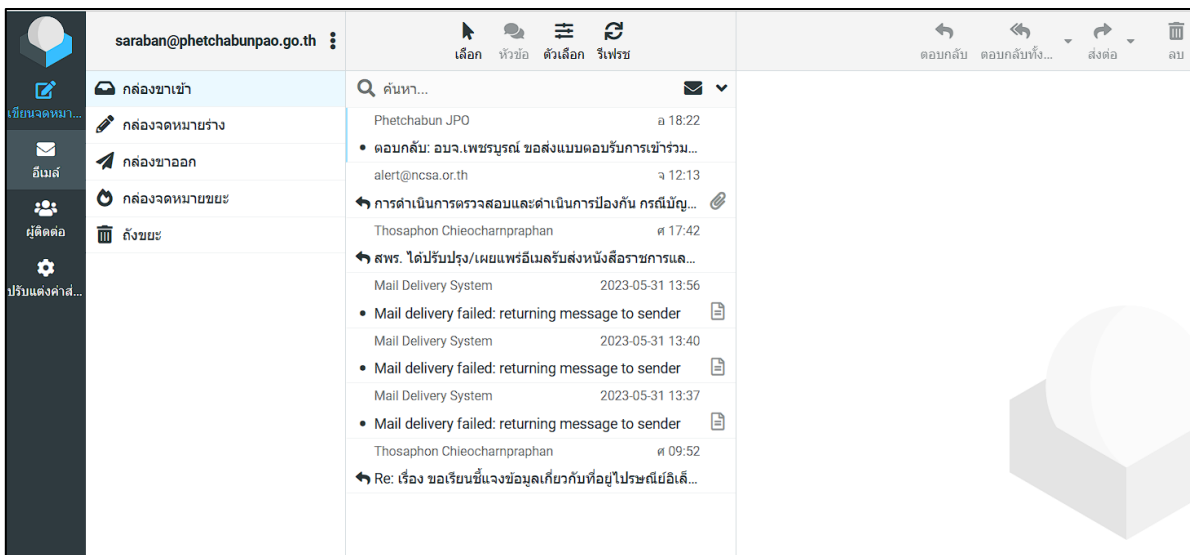 saraban@phetchabunpao.go.th
เลือก หัวข้อ ตัวเลือก รีเฟรช
ตอบกลับ ตอบกลับทั้ง... ส่งต่อ ลบ
เขียนจดหมา...
อีเมล์
ผู้ติดต่อ
ปรับแต่งค่าส่...
กล่องขาเข้า
กล่องจดหมายร่าง
กล่องขาออก
กล่องจดหมายขยะ
ถังขยะ
ค้นหา...
Phetchabun JPO อ 18:22
ตอบกลับ: อบจ.เพชรบูรณ์ ขอส่งแบบตอบรับการเข้าร่วม...
alert@ncsa.or.th จ 12:13
การดำเนินการตรวจสอบและดำเนินการป้องกัน กรณีบัญ...
Thosaphon Chieocharnpraphan ศ 17:42
สพร. ได้ปรับปรุง/เผยแพร่อีเมลรับส่งหนังสือราชการแล...
Mail Delivery System 2023-05-31 13:56
Mail delivery failed: returning message to sender
Mail Delivery System 2023-05-31 13:40
Mail delivery failed: returning message to sender
Mail Delivery System 2023-05-31 13:37
Mail delivery failed: returning message to sender
Thosaphon Chieocharnpraphan ศ 09:52
Re: เรื่อง ขอเรียนชี้แจงข้อมูลเกี่ยวกับที่อยู่ไปรษณีย์อิเล็...